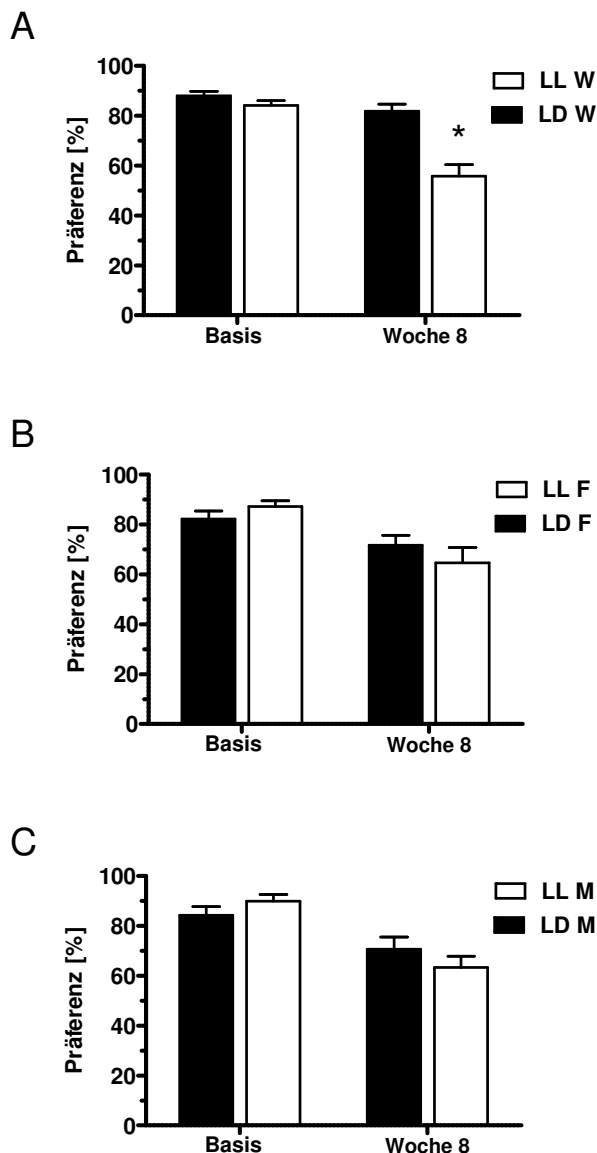 A
100
80
60
40
20
0
Präferenz [%]
*
LL W
LD W
Basis
Woche 8
B
100
80
60
40
20
0
Präferenz [%]
LL F
LD F
Basis
Woche 8
C
100
80
60
40
20
0
Präferenz [%]
LL M
LD M
Basis
Woche 8